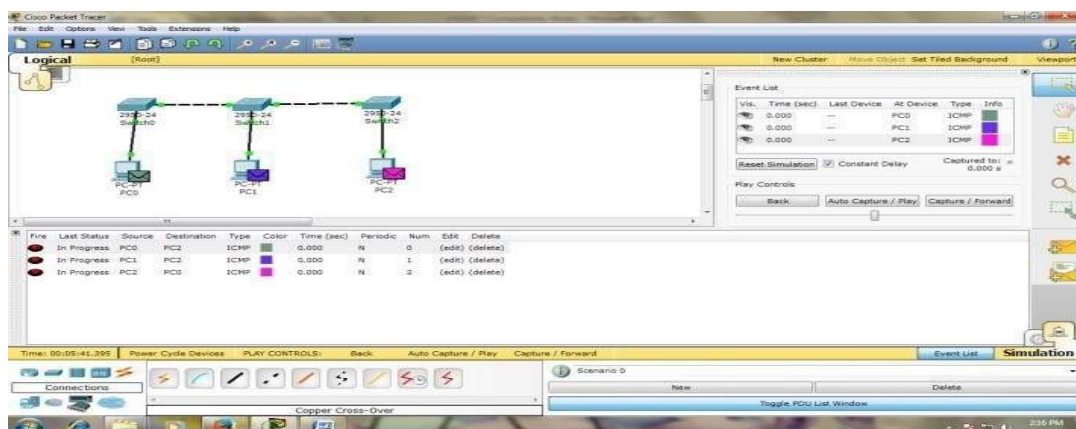 Cisco Packet Tracer
File Edit Options View Tools Extensions Help
Logical [Root] New Cluster Move Object Set Tiled Background Viewport
2950-24
Switch0
2950-24
Switch1
2950-24
Switch2
PC-PT
PC0
PC-PT
PC1
PC-PT
PC2
Event List
Vis. Time (sec) Last Device At Device Type Info
0.000 -- PC0 ICMP
0.000 -- PC1 ICMP
0.000 -- PC2 ICMP
Reset Simulation Constant Delay Captured to:
0.000 s
Play Controls
Back Auto Capture / Play Capture / Forward
Fire Last Status Source Destination Type Color Time (sec) Periodic Num Edit Delete
In Progress PC0 PC2 ICMP 0.000 N 0 (edit) (delete)
In Progress PC1 PC2 ICMP 0.000 N 1 (edit) (delete)
In Progress PC2 PC0 ICMP 0.000 N 2 (edit) (delete)
Time: 00:05:41.395 Power Cycle Devices PLAY CONTROLS: Back Auto Capture / Play Capture / Forward Event List Simulation
Connections
Copper Cross-Over
Scenario 0
New Delete
Toggle PDU List Window
2:36 PM